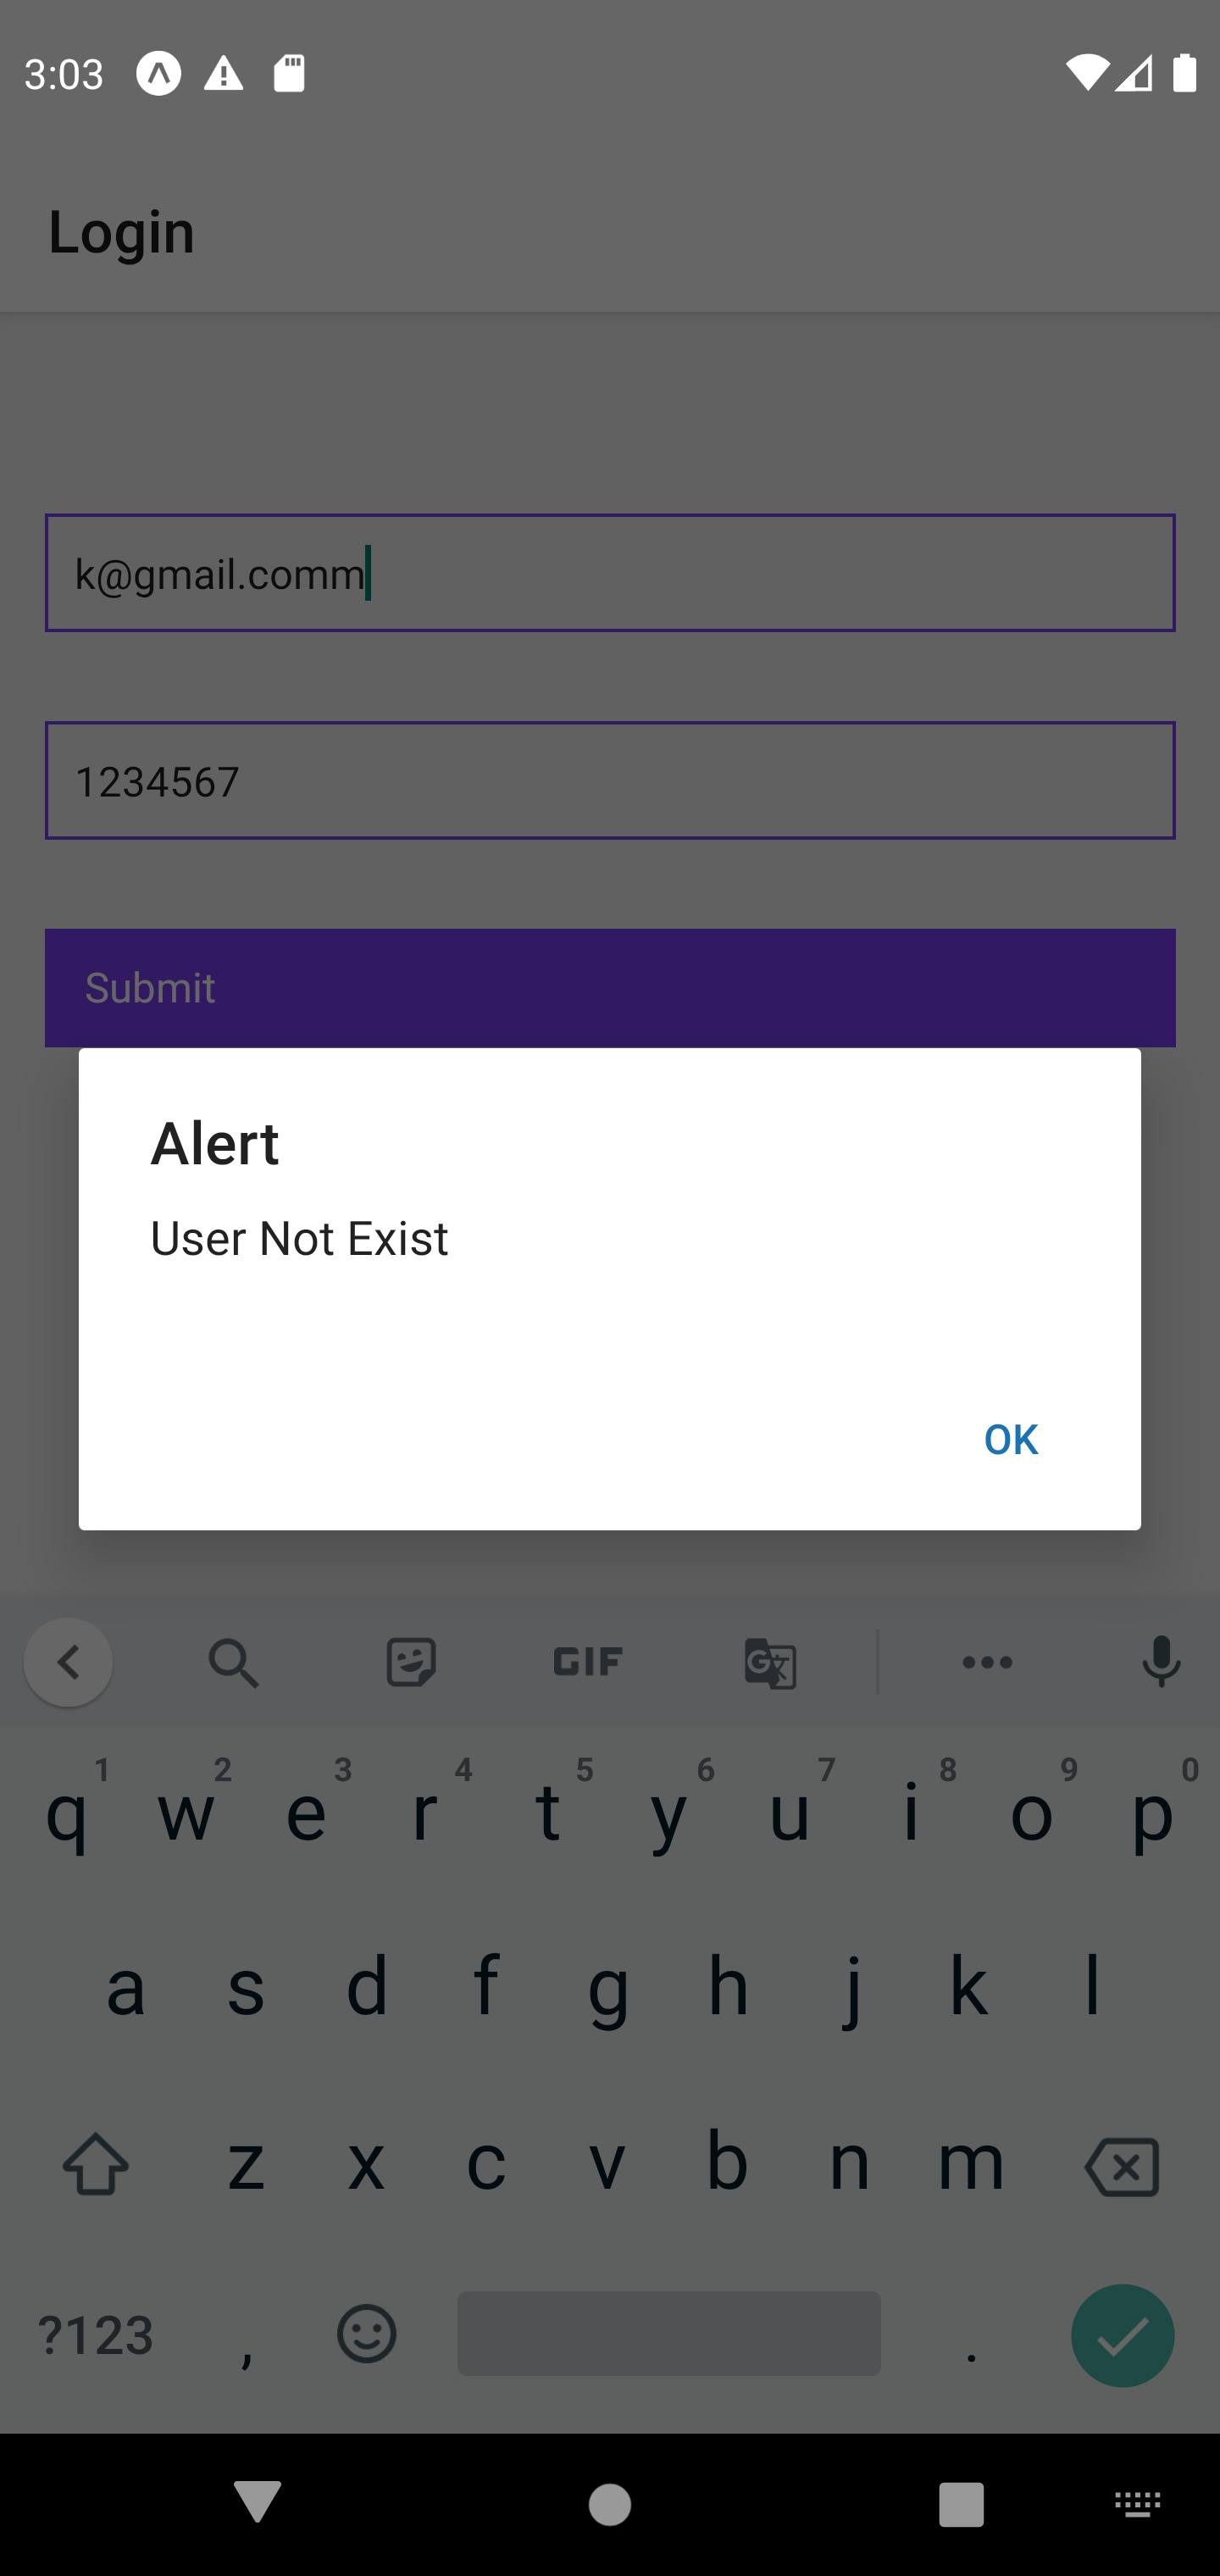 3:03
Login
k@gmail.comm
1234567
Submit
Alert
User Not Exist
OK
GIF
G
1 2 3 4 5 6 7 8 9 0
q w e r t y u i o p
a s d f g h j k l
z x c v b n m
?123 , .